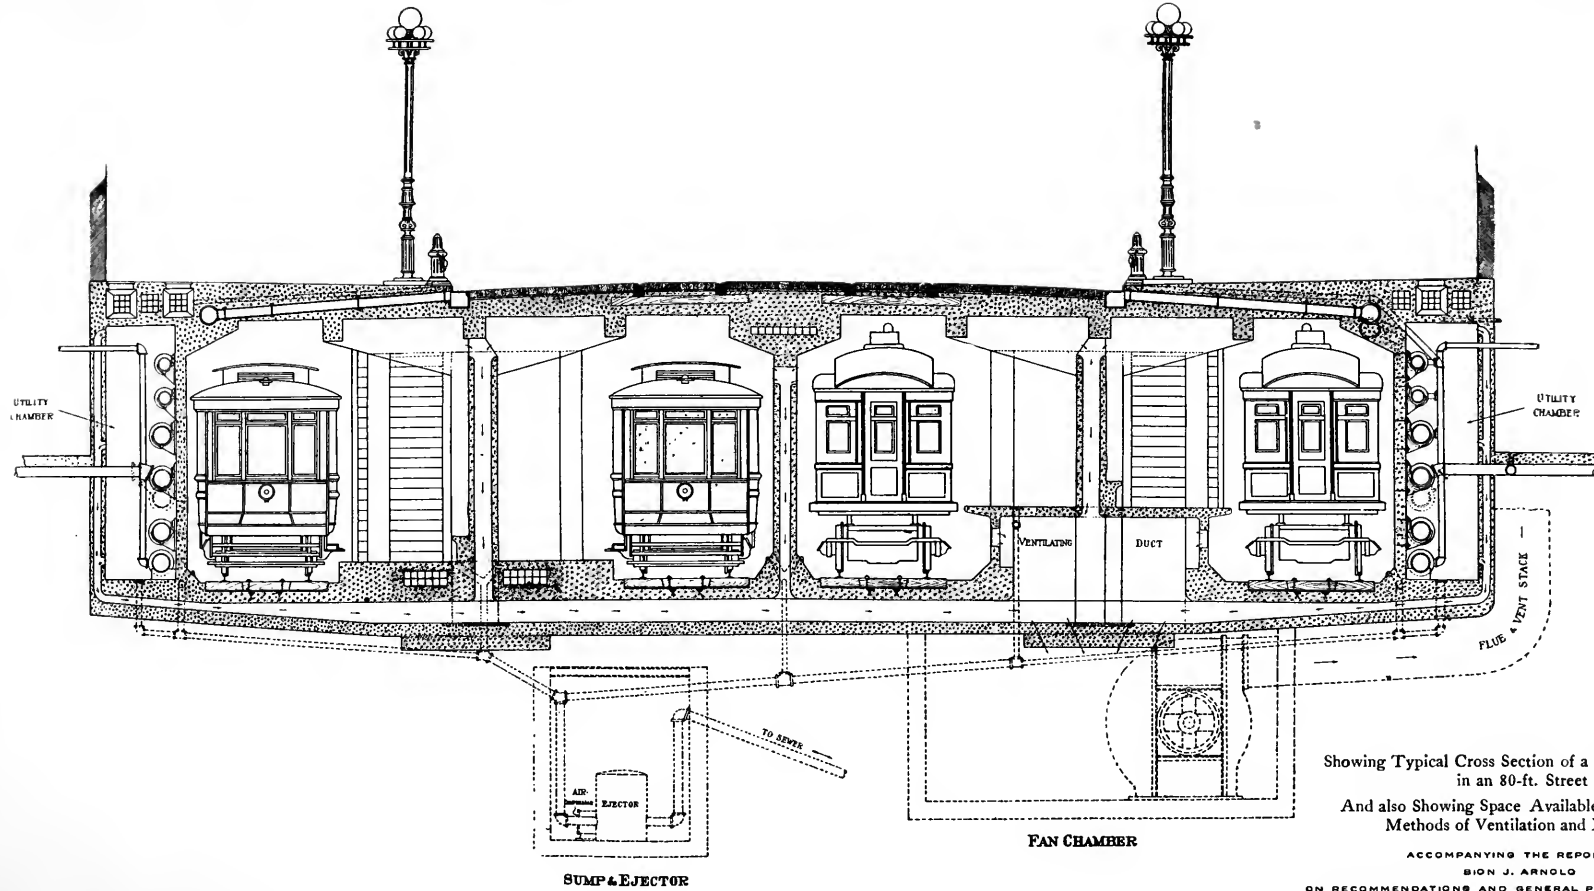 UTILITY
CHAMBER
UTILITY
CHAMBER
VENTILATING DUCT
FLUE & VENT STACK
TO SEWER
AIR
EJECTOR
SUMP & EJECTOR
FAN CHAMBER
Showing Typical Cross Section of a
in an 80-ft. Street
And also Showing Space Available
Methods of Ventilation and
ACCOMPANYING THE REPO
BION J. ARNOLD
ON RECOMMENDATIONS AND GENERAL P